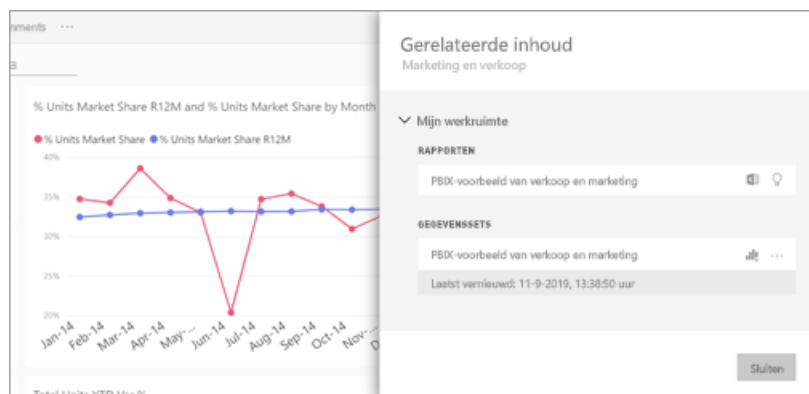 mments ...
a
% Units Market Share R12M and % Units Market Share by Month
% Units Market Share % Units Market Share R12M
40%
35%
30%
25%
20%
Jan-14
Feb-14
Mar-14
Apr-14
May-...
Jun-14
Jul-14
Aug-14
Sep-14
Oct-14
Nov-...
D
Gerelateerde inhoud
Marketing en verkoop
Mijn werkruimte
RAPPORTEN
PBIX-voorbeeld van verkoop en marketing
GEGEVENSSETS
PBIX-voorbeeld van verkoop en marketing ...
Laatst vernieuwd: 11-9-2019, 13:38:50 uur
Sluiten